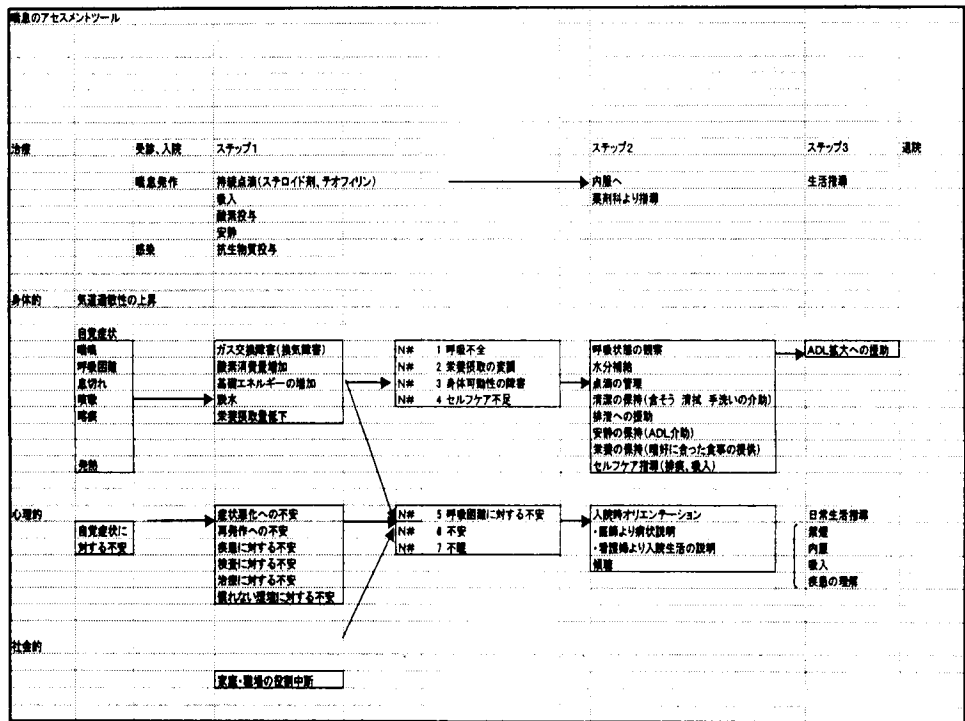 喘息のアセスメントツール
治療 受診、入院 ステップ1 ステップ2 ステップ3 退院
喘息発作 持続点滴(ステロイド剤、テオフィリン) 内服へ 生活指導
吸入 薬剤科より指導
酸素投与
安静
感染 抗生物質投与
身体的 気道過敏性の上昇
自覚症状
喘鳴 ガス交換障害(換気障害) N# 1 呼吸不全 呼吸状態の観察 ADL拡大への援助
呼吸困難 酸素消費量増加 N# 2 栄養摂取の変調 水分補給
息切れ 基礎エネルギーの増加 N# 3 身体可動性の障害 点滴の管理
咳嗽 脱水 N# 4 セルフケア不足 清潔の保持(含そう 清拭 手洗いの介助)
喀痰 栄養摂取量低下 排泄への援助
安静の保持(ADL介助)
栄養の保持(嗜好に合った食事の提供)
発熱 セルフケア指導(排痰、吸入)
心理的 症状悪化への不安 N# 5 呼吸困難に対する不安 入院時オリエンテーション 日常生活指導
自覚症状に 再発作への不安 N# 6 不安 ・医師より病状説明 禁煙
対する不安 疾患に対する不安 N# 7 不眠 ・看護婦より入院生活の説明 内服
検査に対する不安 傾聴 吸入
治療に対する不安 疾患の理解
慣れない環境に対する不安
社会的
家庭・職場の役割中断